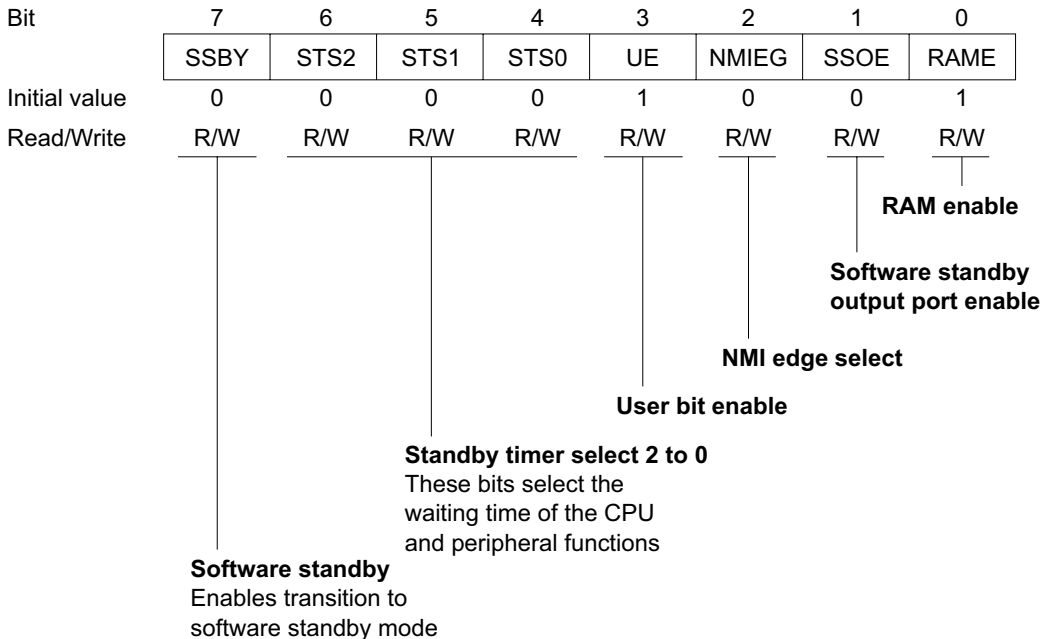 Bit 7 6 5 4 3 2 1 0
SSBY STS2 STS1 STS0 UE NMIEG SSOE RAME
Initial value 0 0 0 0 1 0 0 1
Read/Write R/W R/W R/W R/W R/W R/W R/W R/W
RAM enable
Software standby
output port enable
NMI edge select
User bit enable
Standby timer select 2 to 0
These bits select the
waiting time of the CPU
and peripheral functions
Software standby
Enables transition to
software standby mode